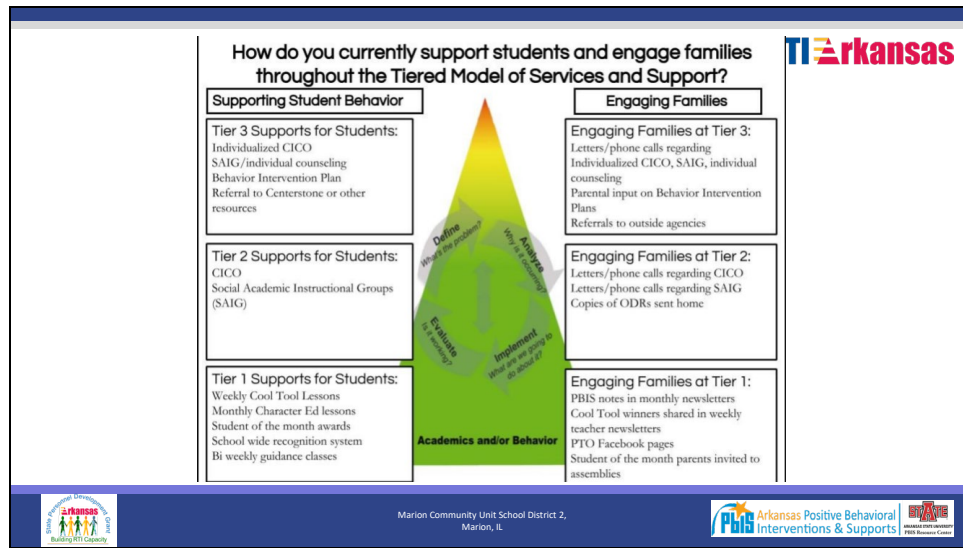 How do you currently support students and engage families
throughout the Tiered Model of Services and Support?
TIErkansas
Supporting Student Behavior
Engaging Families
Tier 3 Supports for Students:
Individualized CICO
SAIG/individual counseling
Behavior Intervention Plan
Referral to Centerstone or other
resources
Engaging Families at Tier 3:
Letters/phone calls regarding
Individualized CICO, SAIG, individual
counseling
Parental input on Behavior Intervention
Plans
Referrals to outside agencies
Define
What's the problem?
Analyze
Why is it occurring?
Implement
What are we going to
do about it?
Evaluate
Is it working?
Tier 2 Supports for Students:
CICO
Social Academic Instructional Groups
(SAIG)
Engaging Families at Tier 2:
Letters/phone calls regarding CICO
Letters/phone calls regarding SAIG
Copies of ODRs sent home
Tier 1 Supports for Students:
Weekly Cool Tool Lessons
Monthly Character Ed lessons
Student of the month awards
School wide recognition system
Bi weekly guidance classes
Academics and/or Behavior
Engaging Families at Tier 1:
PBIS notes in monthly newsletters
Cool Tool winners shared in weekly
teacher newsletters
PTO Facebook pages
Student of the month parents invited to
assemblies
State Personnel Development Grant
Arkansas
Building RTI Capacity
Marion Community Unit School District 2,
Marion, IL
PbIS
Arkansas Positive Behavioral
Interventions & Supports
STATE
ARKANSAS STATE UNIVERSITY
PBIS Resource Center